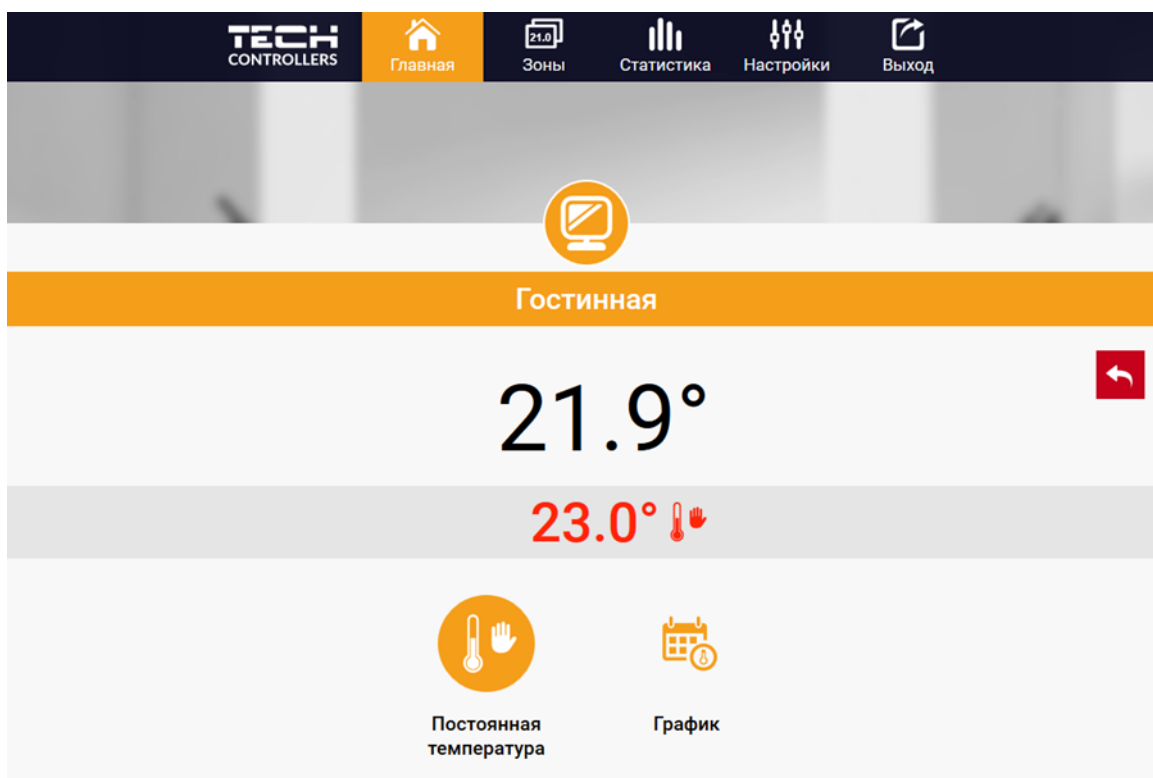 TECH
CONTROLLERS
Главная
21.0
Зоны
Статистика
Настройки
Выход
Гостинная
21.9°
23.0°
Постоянная
температура
График